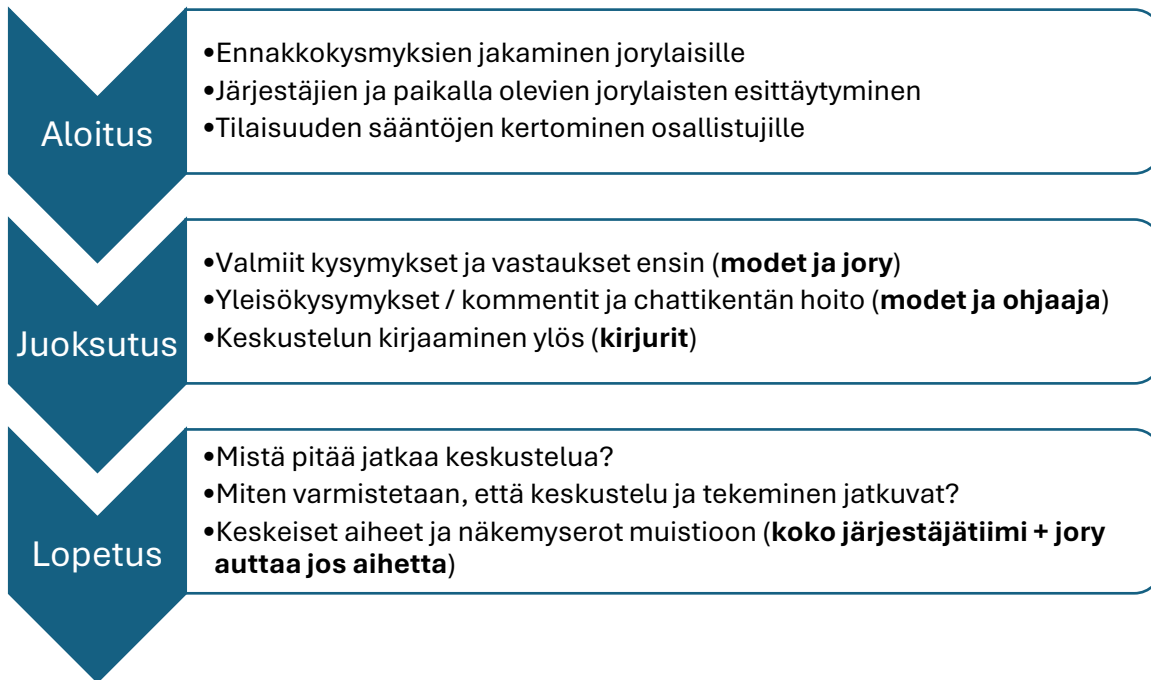 Aloitus
•Ennakkokysmyksien jakaminen jorylaisille
•Järjestäjien ja paikalla olevien jorylaisten esittäytyminen
•Tilaisuuden sääntöjen kertominen osallistujille
Juoksutus
•Valmiit kysymykset ja vastaukset ensin (modet ja jory)
•Yleisökysymykset / kommentit ja chattikentän hoito (modet ja ohjaaja)
•Keskustelun kirjaaminen ylös (kirjurit)
Lopetus
•Mistä pitää jatkaa keskustelua?
•Miten varmistetaan, että keskustelu ja tekeminen jatkuvat?
•Keskeiset aiheet ja näkemyserot muistioon (koko järjestäjätiimi + jory
auttaa jos aihetta)